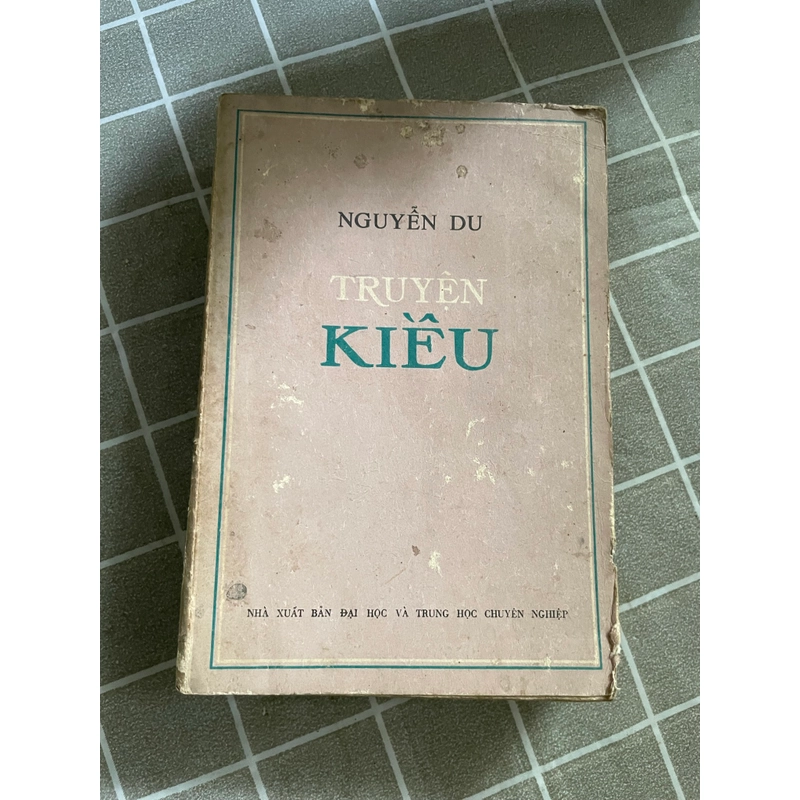 NGUYỄN DU
TRUYỆN
KIỀU
NHÀ XUẤT BẢN ĐẠI HỌC VÀ TRUNG HỌC CHUYÊN NGHIỆP